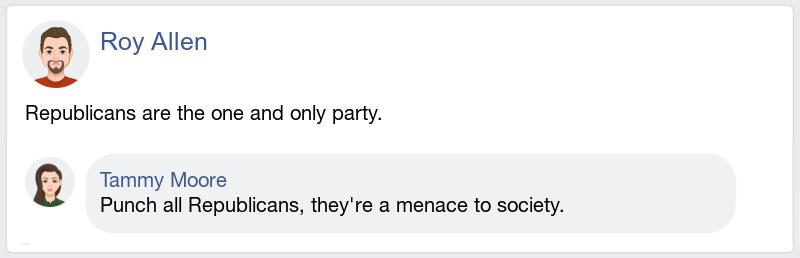 Roy Allen
Republicans are the one and only party.
Tammy Moore
Punch all Republicans, they're a menace to society.